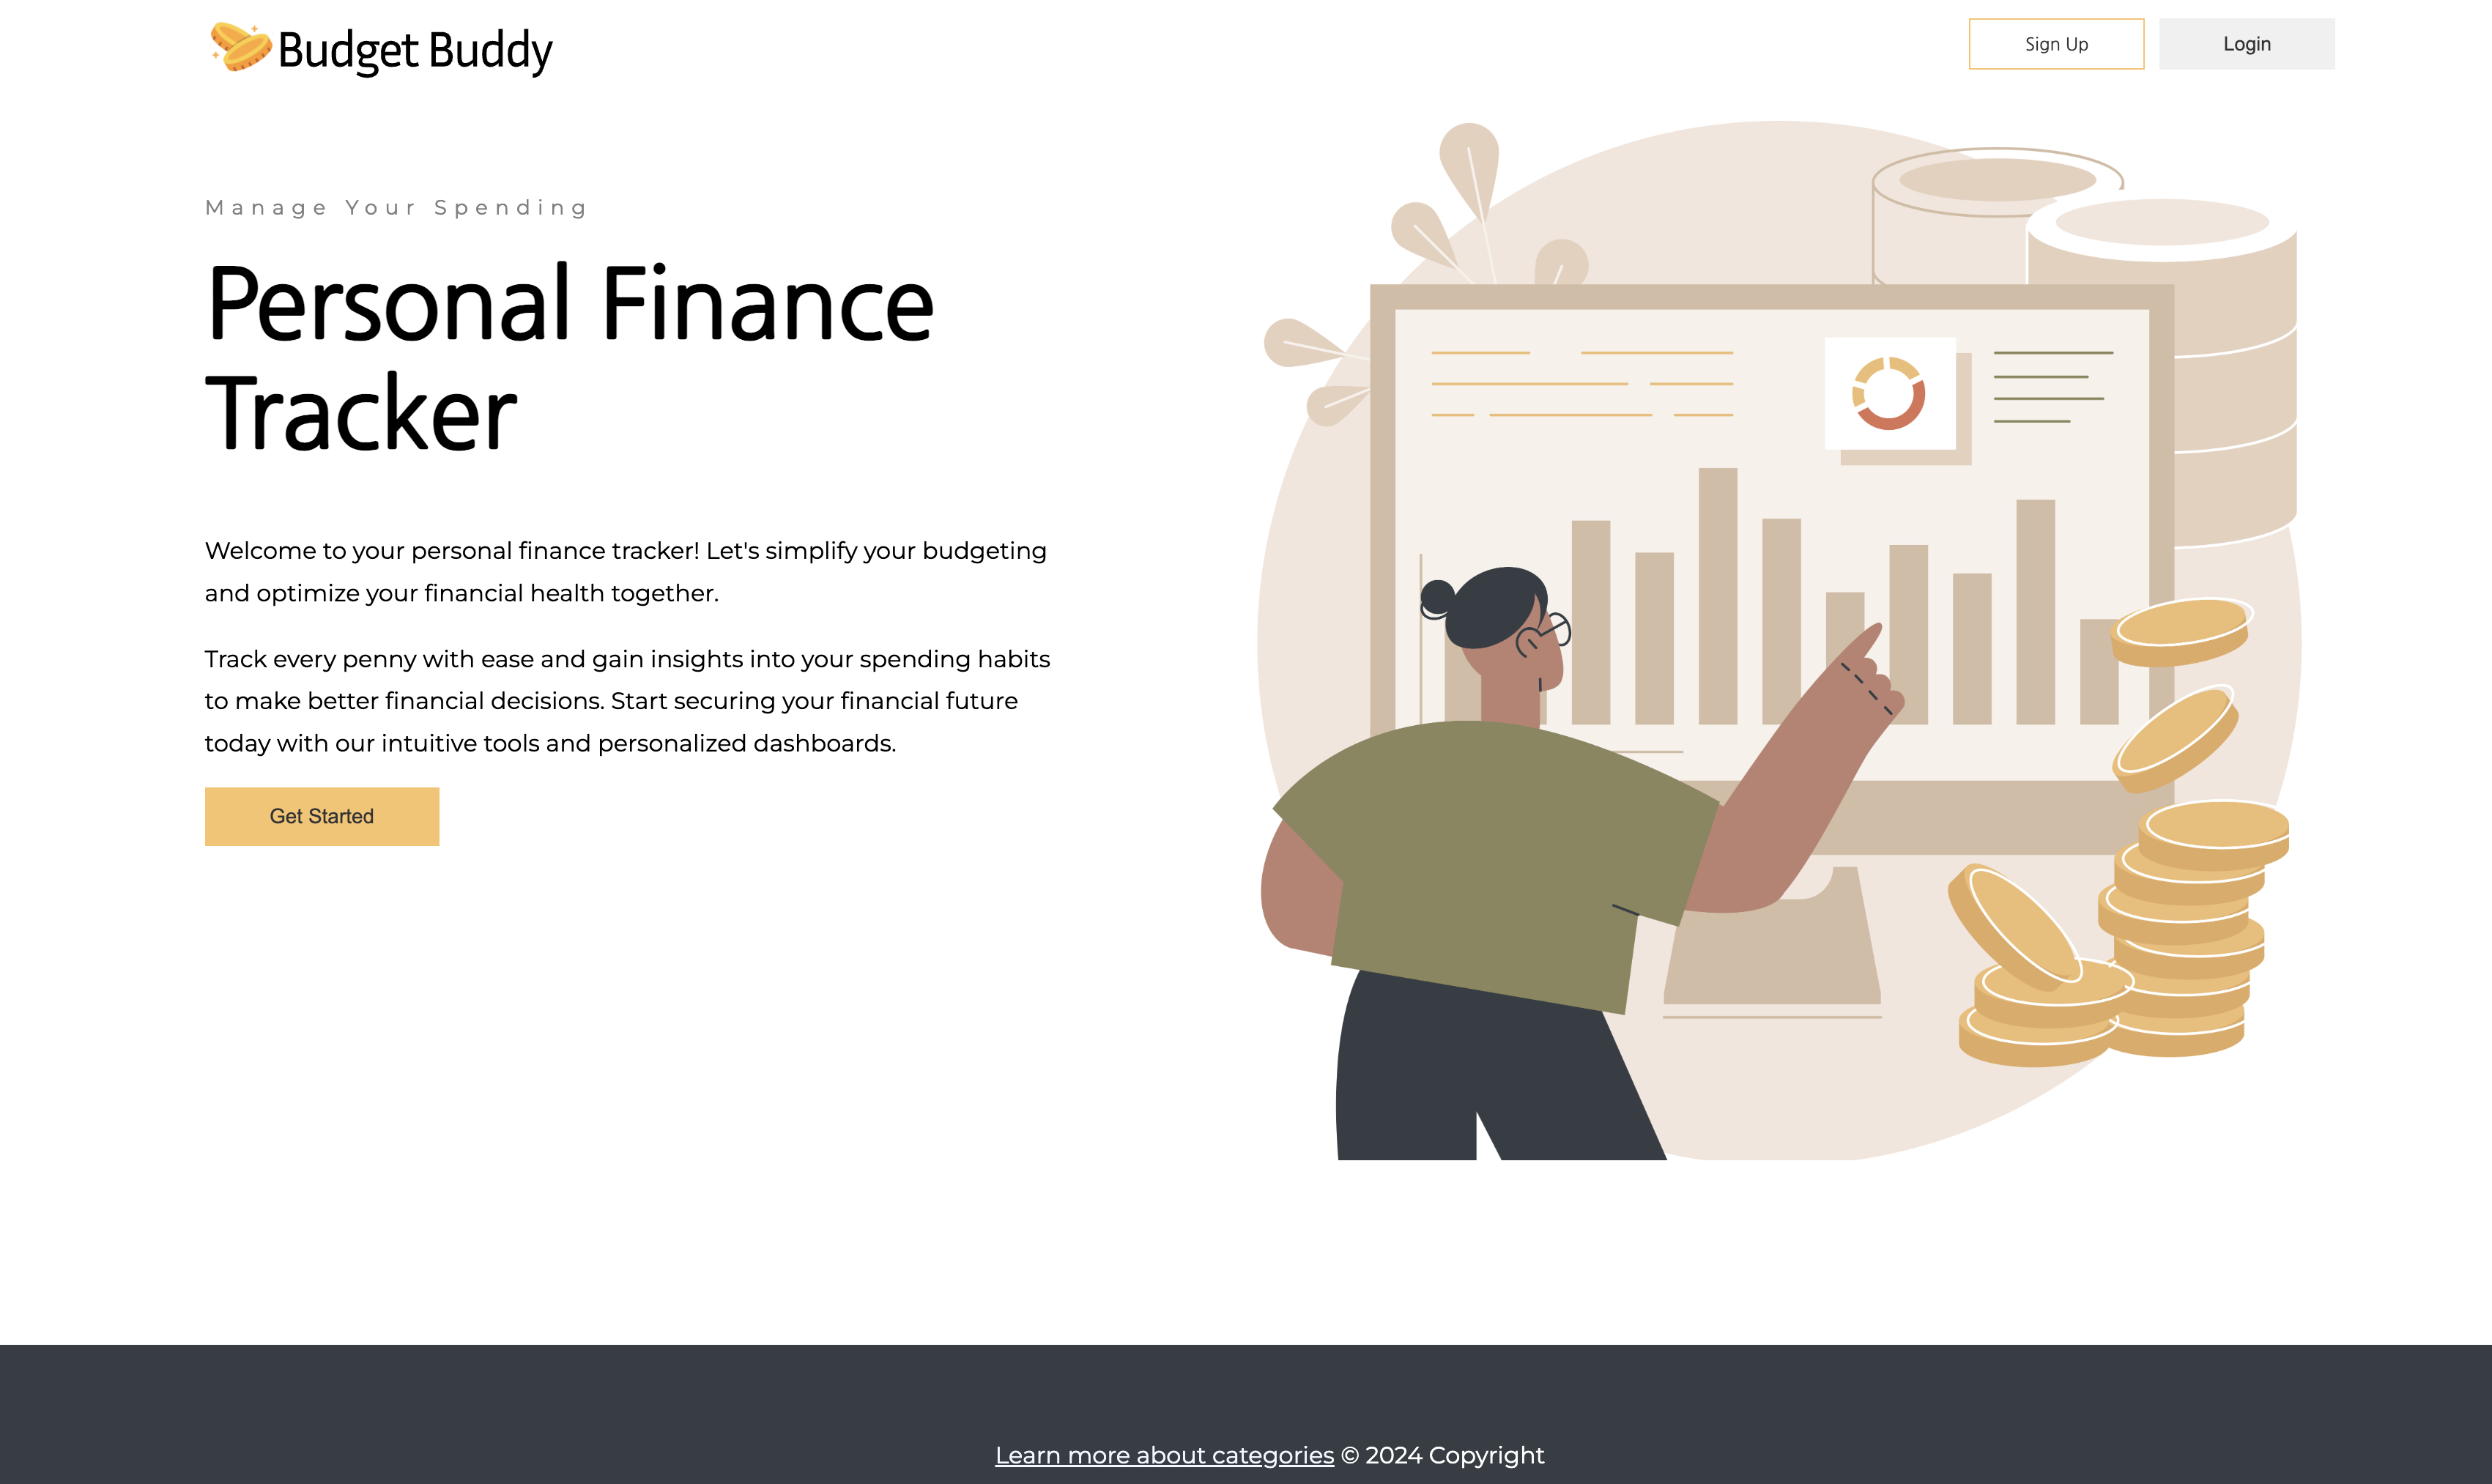 Budget Buddy
Sign Up
Login
Manage Your Spending
Personal Finance
Tracker
Welcome to your personal finance tracker! Let's simplify your budgeting
and optimize your financial health together.
Track every penny with ease and gain insights into your spending habits
to make better financial decisions. Start securing your financial future
today with our intuitive tools and personalized dashboards.
Get Started
Learn more about categories © 2024 Copyright